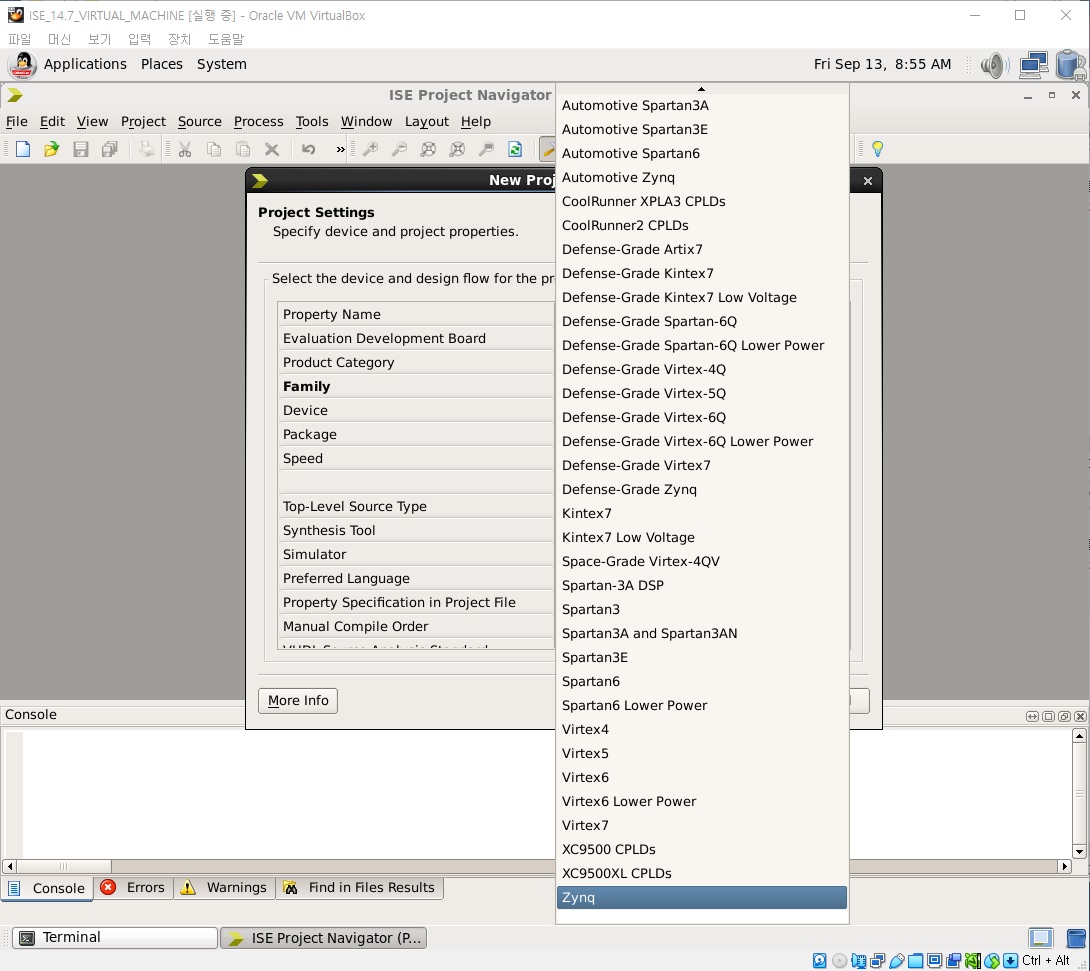 ISE_14.7_VIRTUAL_MACHINE [실행 중] - Oracle VM VirtualBox
파일 머신 보기 입력 장치 도움말
Applications Places System Fri Sep 13, 8:55 AM
ISE Project Navigator
File Edit View Project Source Process Tools Window Layout Help
»
New Proj
Project Settings
Specify device and project properties.
Select the device and design flow for the pr
Property Name
Evaluation Development Board
Product Category
Family
Device
Package
Speed
Top-Level Source Type
Synthesis Tool
Simulator
Preferred Language
Property Specification in Project File
Manual Compile Order
VHDL Source Analysis Standard
More Info
Automotive Spartan3A
Automotive Spartan3E
Automotive Spartan6
Automotive Zynq
CoolRunner XPLA3 CPLDs
CoolRunner2 CPLDs
Defense-Grade Artix7
Defense-Grade Kintex7
Defense-Grade Kintex7 Low Voltage
Defense-Grade Spartan-6Q
Defense-Grade Spartan-6Q Lower Power
Defense-Grade Virtex-4Q
Defense-Grade Virtex-5Q
Defense-Grade Virtex-6Q
Defense-Grade Virtex-6Q Lower Power
Defense-Grade Virtex7
Defense-Grade Zynq
Kintex7
Kintex7 Low Voltage
Space-Grade Virtex-4QV
Spartan-3A DSP
Spartan3
Spartan3A and Spartan3AN
Spartan3E
Spartan6
Spartan6 Lower Power
Virtex4
Virtex5
Virtex6
Virtex6 Lower Power
Virtex7
XC9500 CPLDs
XC9500XL CPLDs
Zynq
Console
Console Errors Warnings Find in Files Results
Terminal ISE Project Navigator (P...
Ctrl + Alt